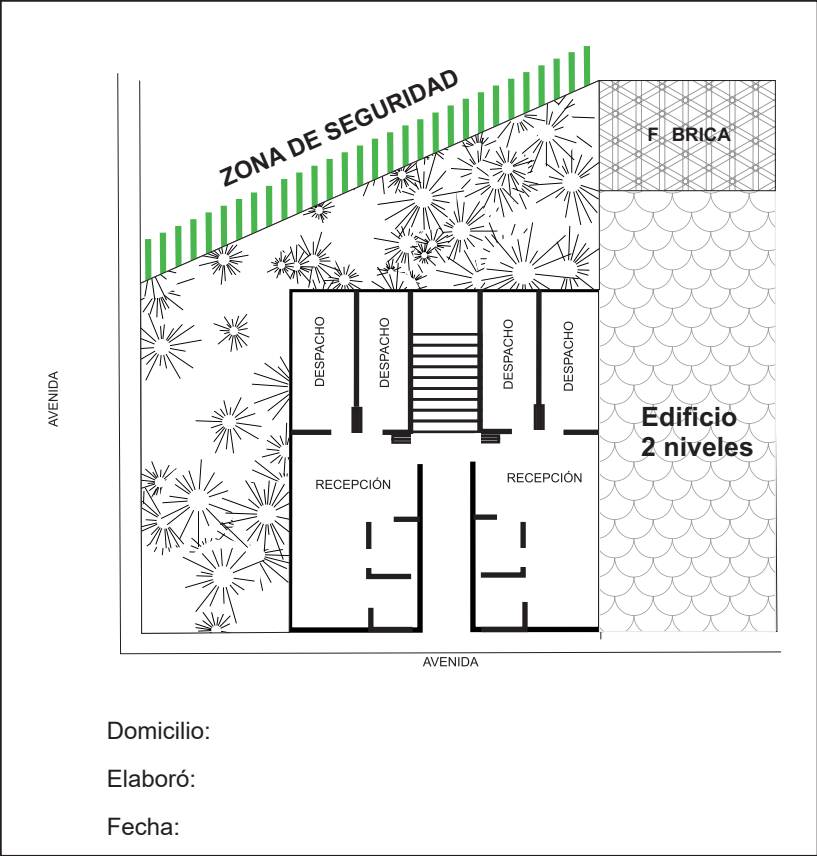 ZONA DE SEGURIDAD
F BRICA
DESPACHO
DESPACHO
DESPACHO
DESPACHO
AVENIDA
Edificio
2 niveles
RECEPCIÓN
RECEPCIÓN
AVENIDA
Domicilio:
Elaboró:
Fecha: